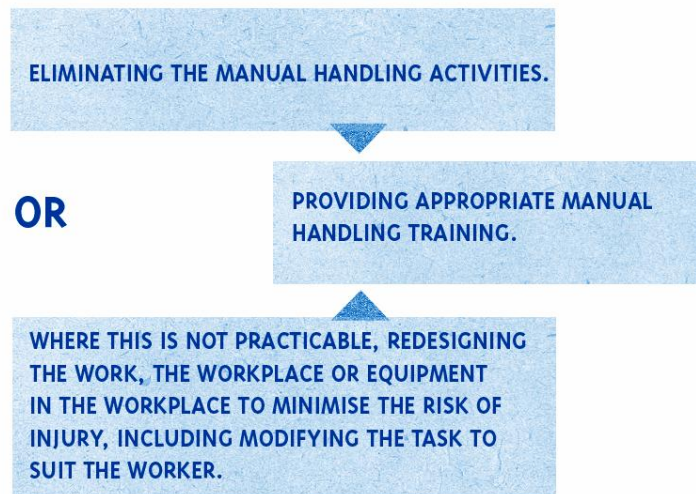 ELIMINATING THE MANUAL HANDLING ACTIVITIES.
OR
PROVIDING APPROPRIATE MANUAL
HANDLING TRAINING.
WHERE THIS IS NOT PRACTICABLE, REDESIGNING
THE WORK, THE WORKPLACE OR EQUIPMENT
IN THE WORKPLACE TO MINIMISE THE RISK OF
INJURY, INCLUDING MODIFYING THE TASK TO
SUIT THE WORKER.